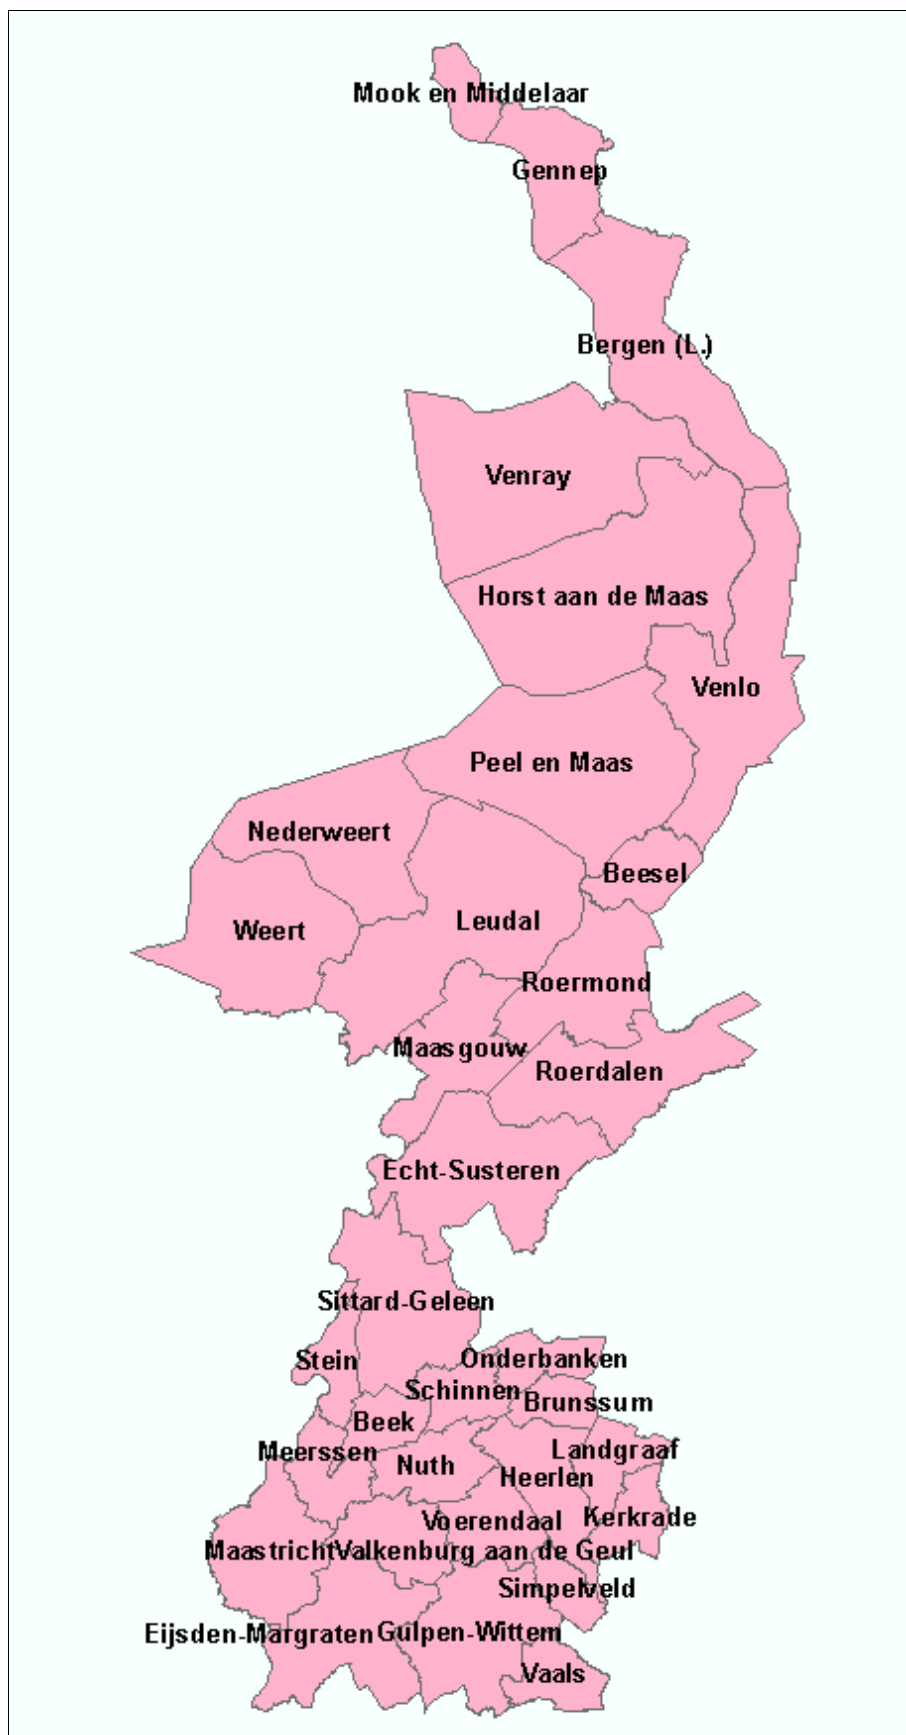 Mook en Middelaar
Gennep
Bergen (L.)
Venray
Horst aan de Maas
Venlo
Peel en Maas
Nederweert
Beesel
Weert
Leudal
Roermond
Maasgouw
Roerdalen
Echt-Susteren
Sittard-Geleen
Stein
Onderbanken
Schinnen
Brunssum
Beek
Meerssen
Landgraaf
Nuth
Heerlen
Voerendaal
Kerkrade
Maastricht
Valkenburg aan de Geul
Simpelveld
Eijsden-Margraten
Gulpen-Wittem
Vaals